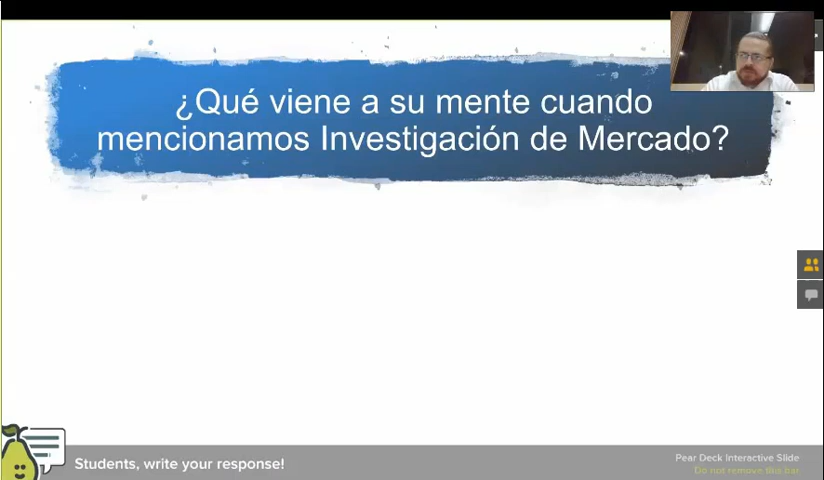 ¿Qué viene a su mente cuando
mencionamos Investigación de Mercado?
Students, write your response!
Pear Deck Interactive Slide
Do not remove this bar